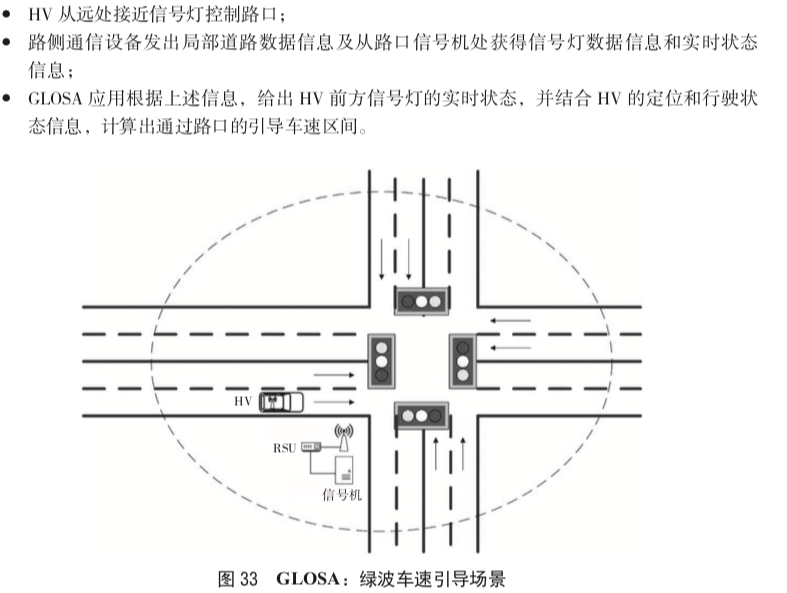 ● HV 从远处接近信号灯控制路口；
● 路侧通信设备发出局部道路数据信息及从路口信号机处获得信号灯数据信息和实时状态
信息；
● GLOSA 应用根据上述信息，给出 HV 前方信号灯的实时状态，并结合 HV 的定位和行驶状
态信息，计算出通过路口的引导车速区间。
HV
RSU
信号机
图 33 GLOSA：绿波车速引导场景